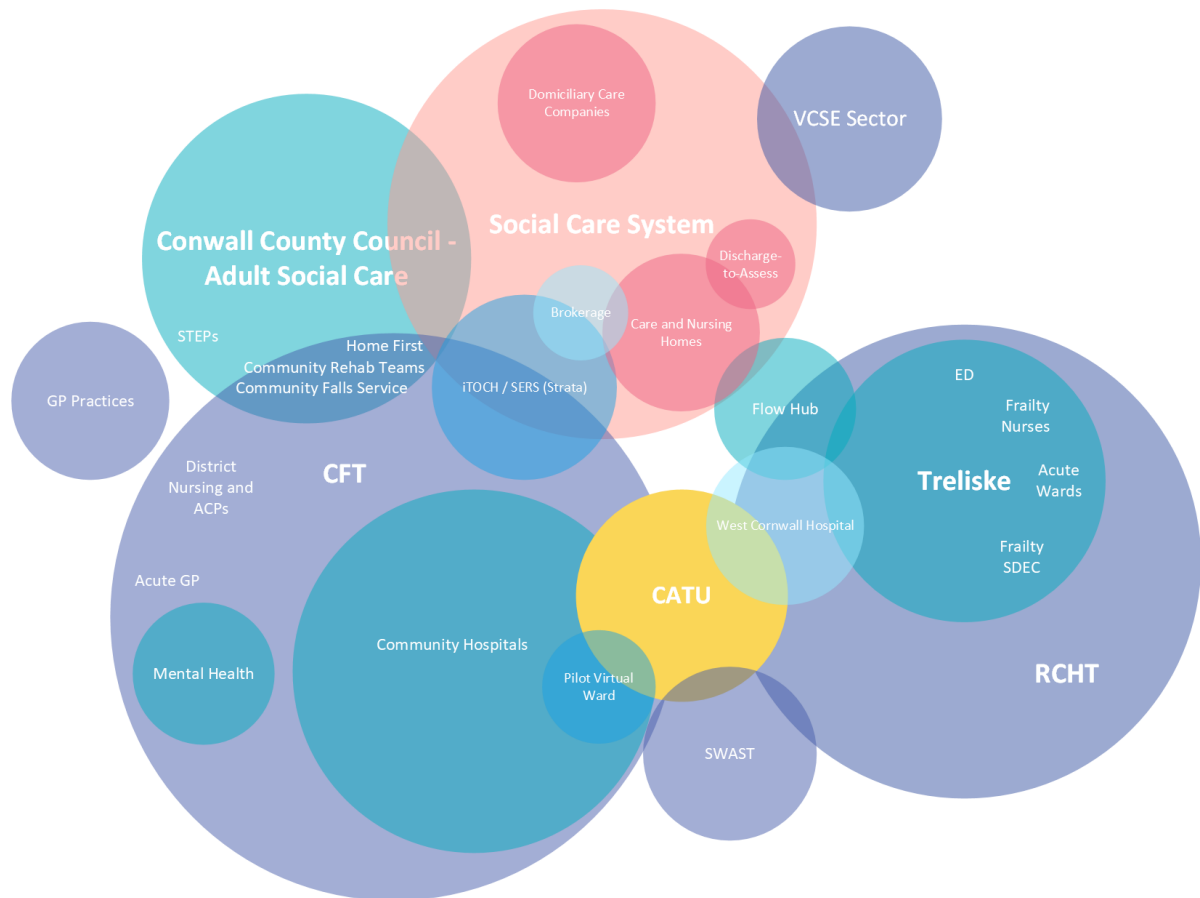 Domiciliary Care
Companies
VCSE Sector
Social Care System
Conwall County Council -
Adult Social Care
Discharge-
to-Assess
Brokerage
Care and Nursing
Homes
STEPs
Home First
Community Rehab Teams
Community Falls Service
iTOCH / SERS (Strata)
GP Practices
Flow Hub
ED
Frailty
Nurses
CFT
District
Nursing and
ACPs
Treliske
Acute
Wards
West Cornwall Hospital
Frailty
SDEC
Acute GP
CATU
Community Hospitals
Mental Health
Pilot Virtual
Ward
RCHT
SWAST